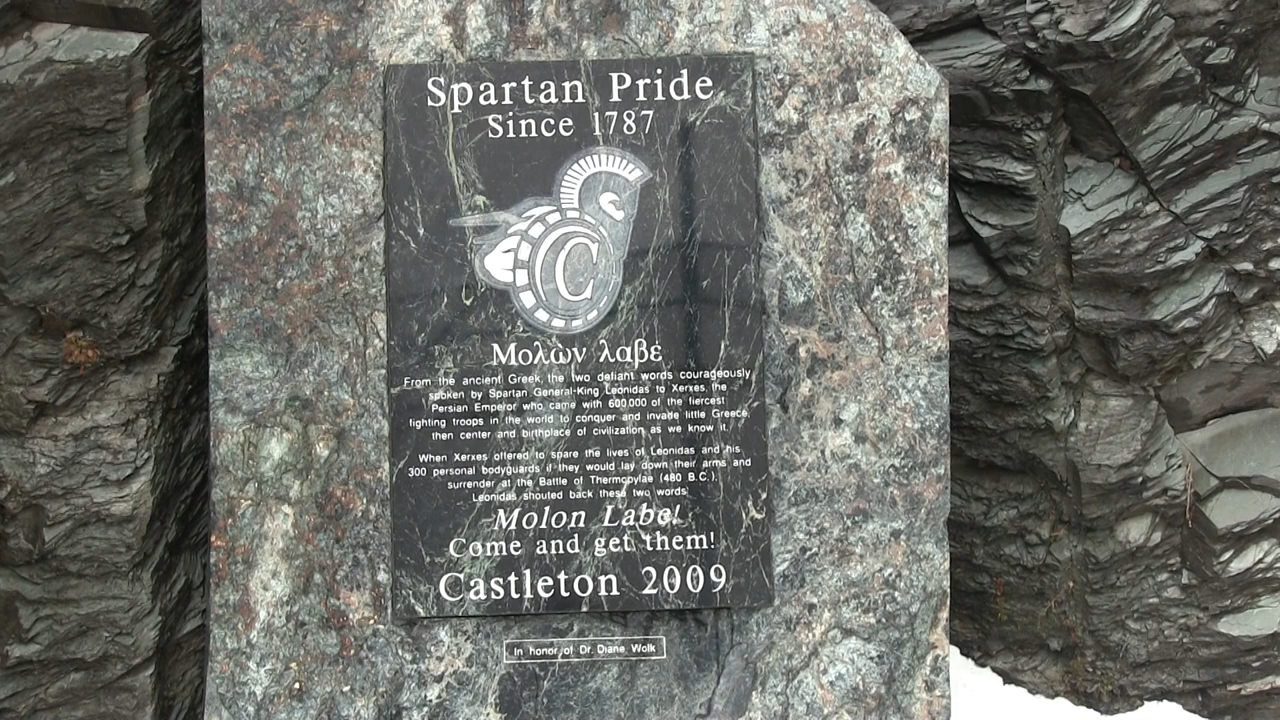 Spartan Pride
Since 1787
C
Μολὼν λαβέ
From the ancient Greek, the two defiant words courageously
spoken by Spartan General-King Leonidas to Xerxes, the
Persian Emperor who came with 600,000 of the fiercest
fighting troops in the world to conquer and invade little Greece,
then center and birthplace of civilization as we know it.
When Xerxes offered to spare the lives of Leonidas and his
300 personal bodyguards if they would lay down their arms and
surrender at the Battle of Thermopylae (480 B.C.),
Leonidas shouted back these two words:
Molon Labe!
Come and get them!
Castleton 2009
In honor of Dr. Diane Wolk